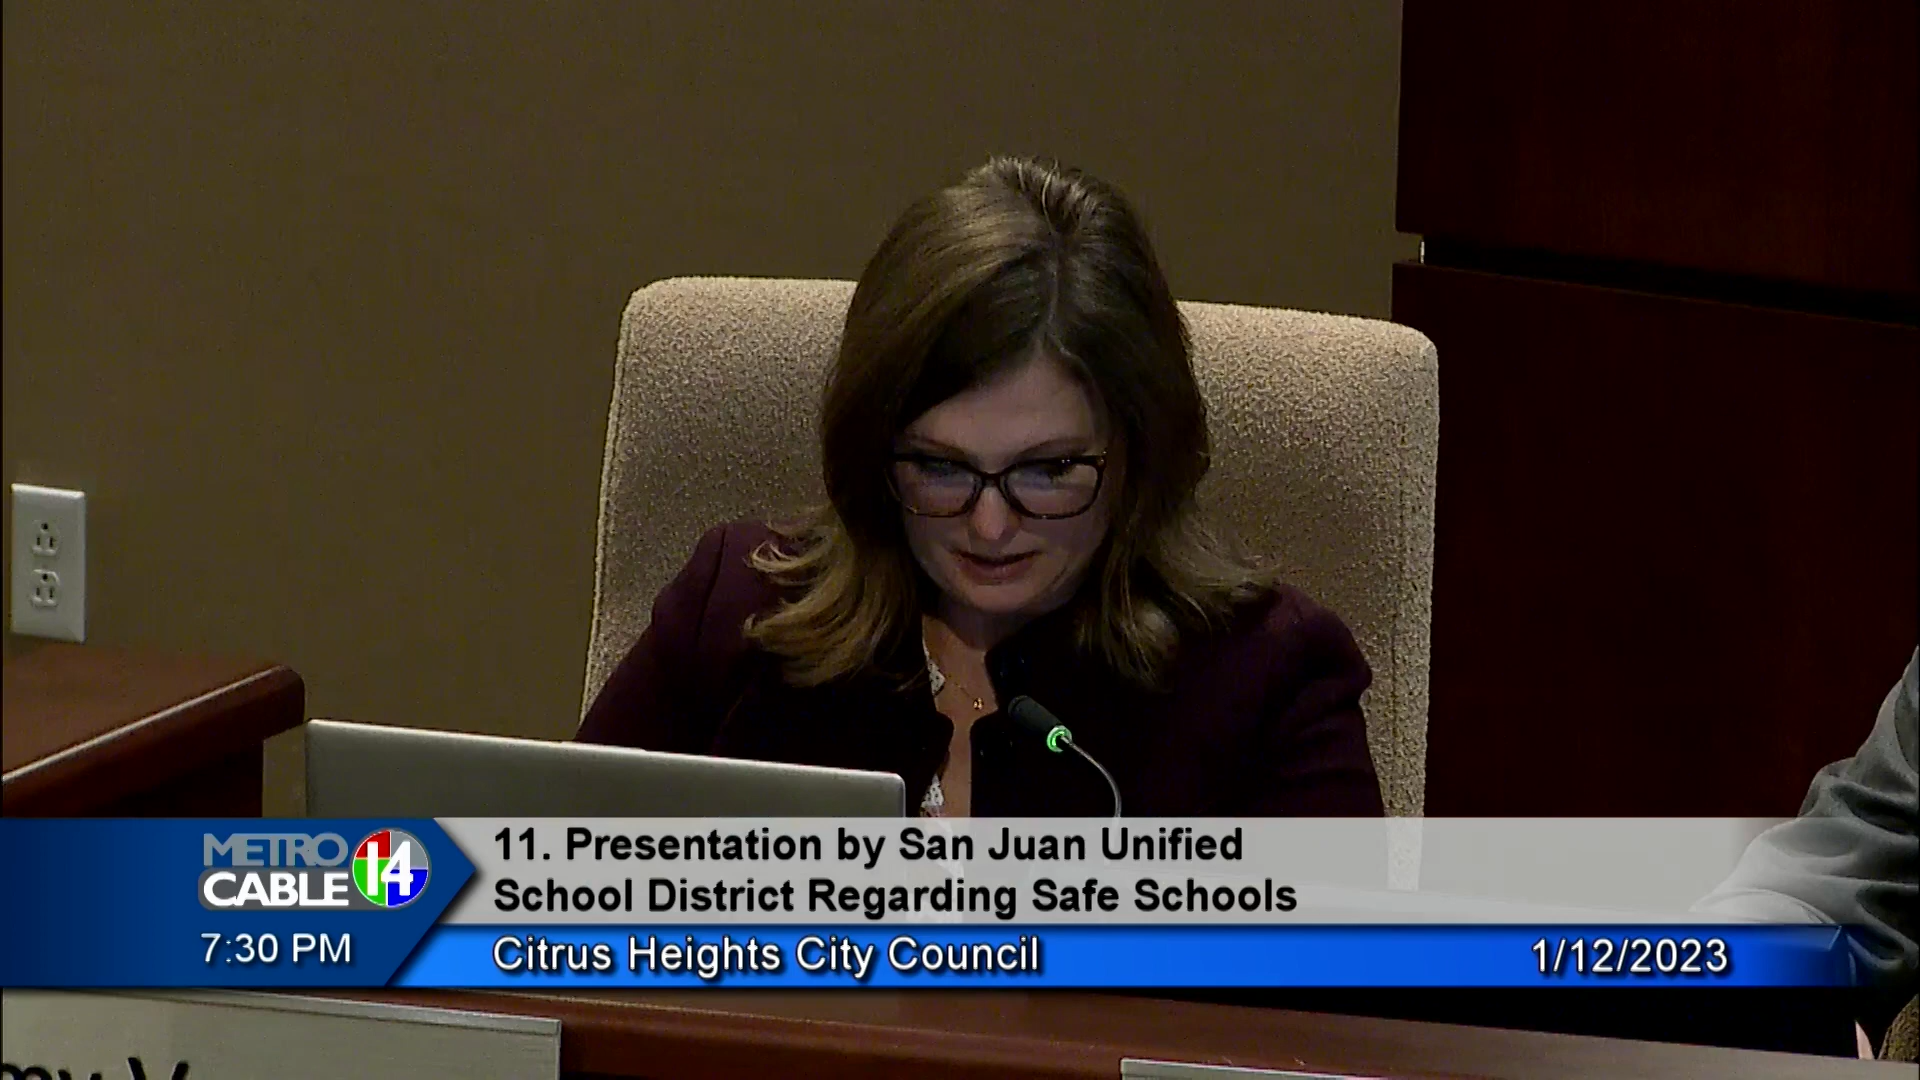 METRO
CABLE 14
7:30 PM
11. Presentation by San Juan Unified
School District Regarding Safe Schools
Citrus Heights City Council
1/12/2023